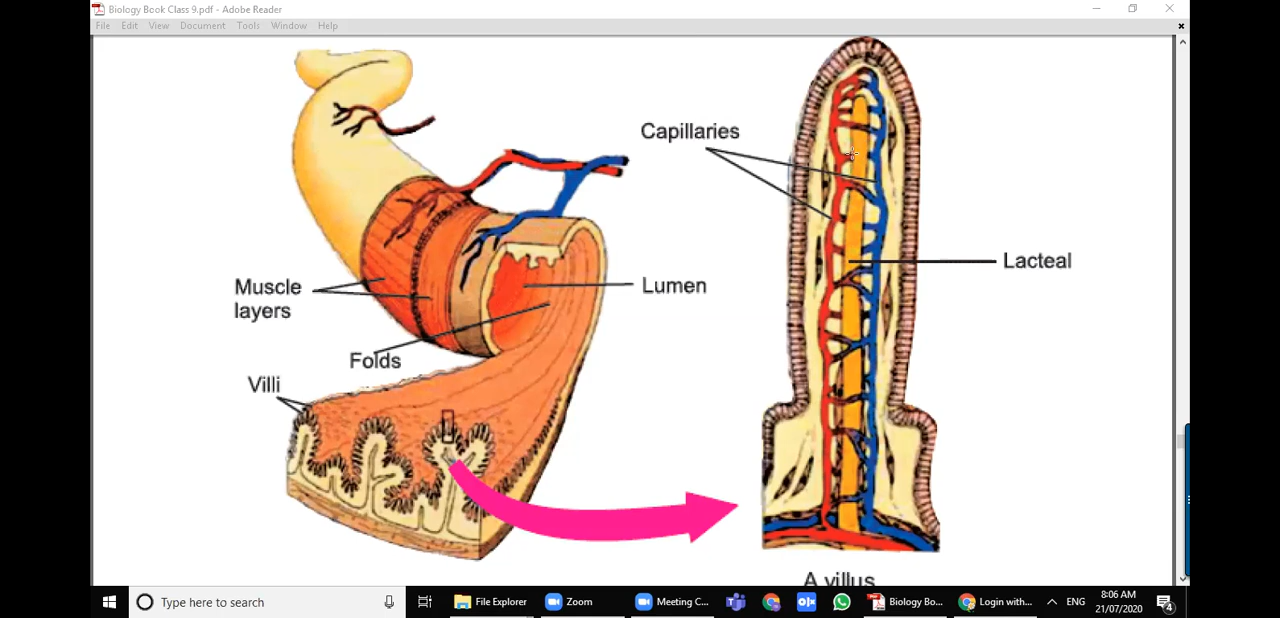 Biology Book Class 9.pdf - Adobe Reader
File Edit View Document Tools Window Help
Capillaries
Lacteal
Muscle
layers
Lumen
Folds
Villi
A villus
Type here to search
File Explorer
Zoom
Meeting C...
Biology Bo...
Login with...
ENG
8:06 AM
21/07/2020
4